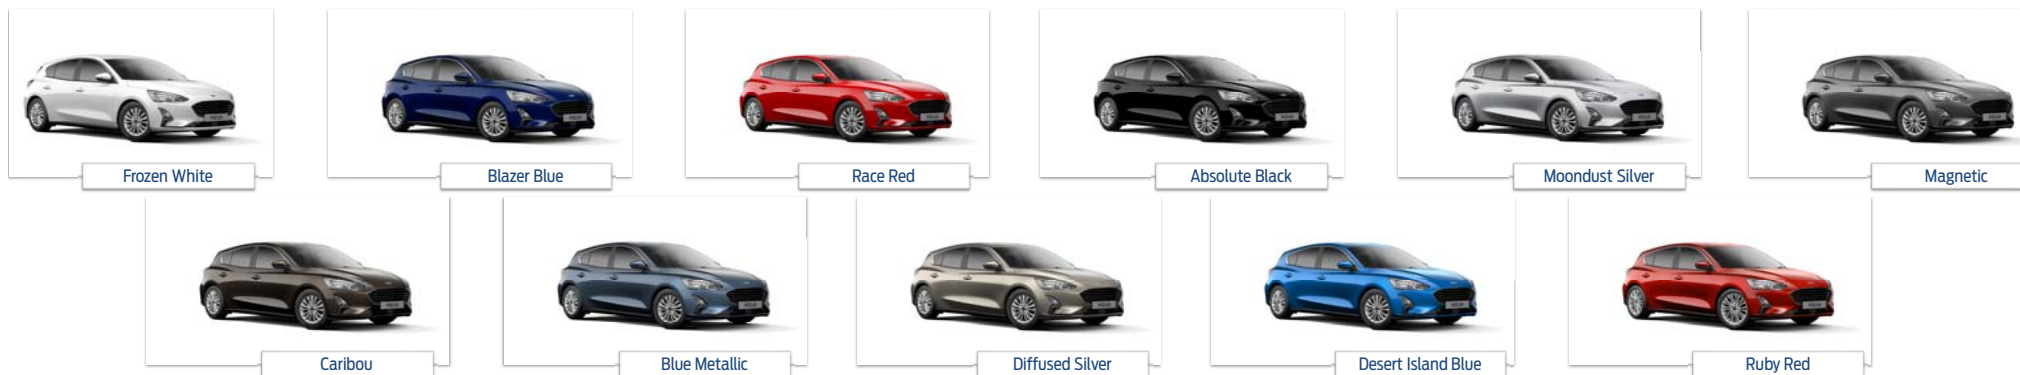 Frozen White
Blazer Blue
Race Red
Absolute Black
Moondust Silver
Magnetic
Caribou
Blue Metallic
Diffused Silver
Desert Island Blue
Ruby Red